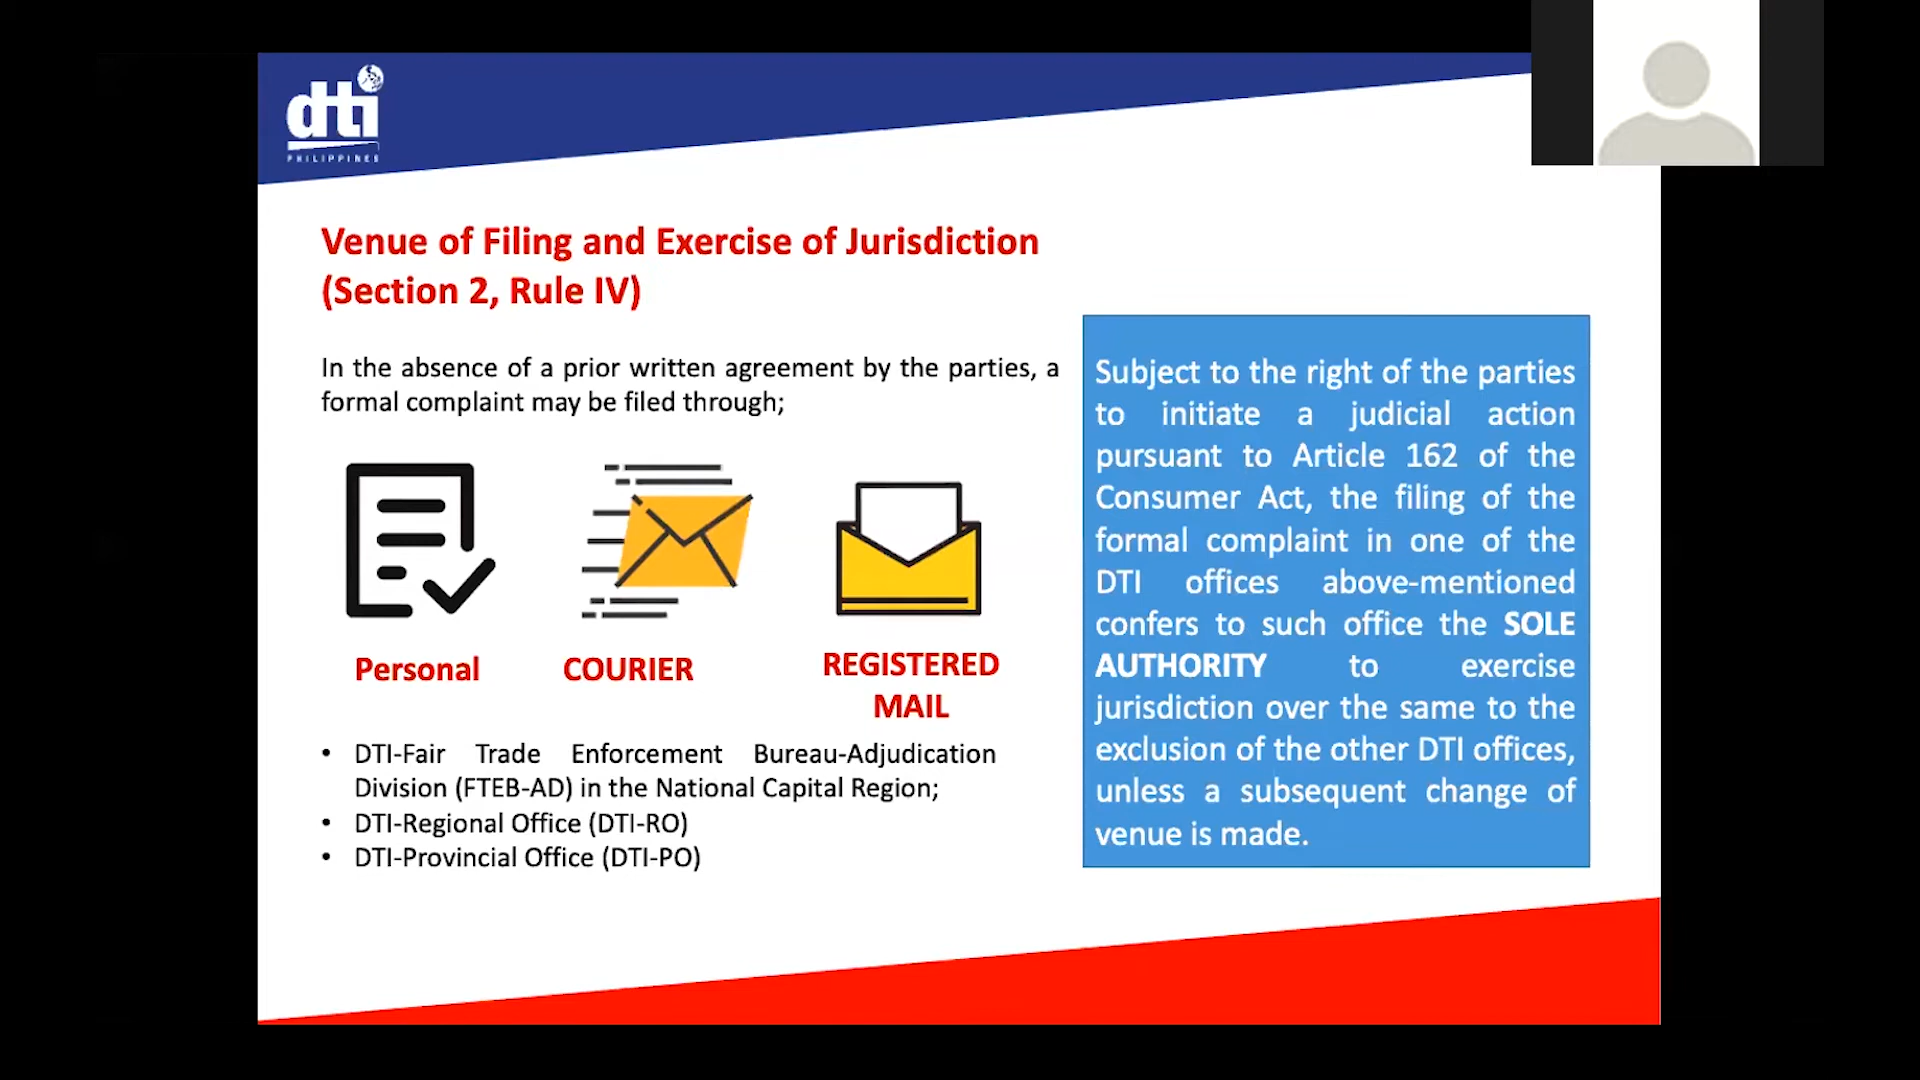 dti
PHILIPPINES
Venue of Filing and Exercise of Jurisdiction
(Section 2, Rule IV)
In the absence of a prior written agreement by the parties, a
formal complaint may be filed through;
Personal
COURIER
REGISTERED
MAIL
• DTI-Fair Trade Enforcement Bureau-Adjudication
Division (FTEB-AD) in the National Capital Region;
• DTI-Regional Office (DTI-RO)
• DTI-Provincial Office (DTI-PO)
Subject to the right of the parties
to initiate a judicial action
pursuant to Article 162 of the
Consumer Act, the filing of the
formal complaint in one of the
DTI offices above-mentioned
confers to such office the SOLE
AUTHORITY to exercise
jurisdiction over the same to the
exclusion of the other DTI offices,
unless a subsequent change of
venue is made.